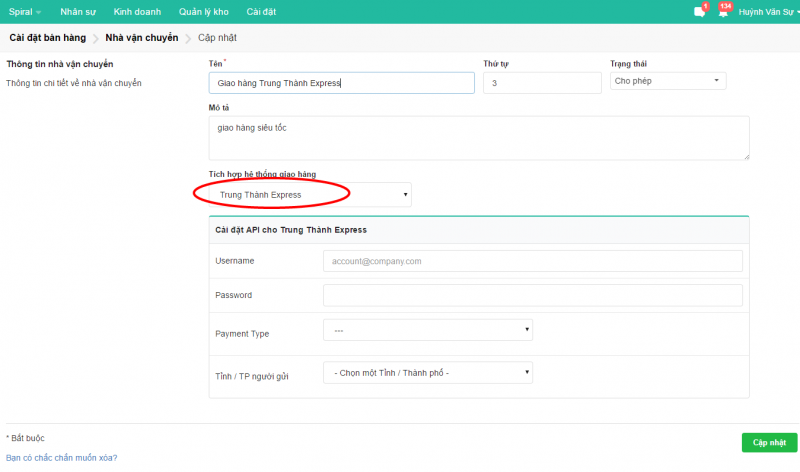 Spiral Nhân sự Kinh doanh Quản lý kho Cài đặt 1 134 Huỳnh Văn Sự
Cài đặt bán hàng Nhà vận chuyển Cập nhật
Thông tin nhà vận chuyển
Thông tin chi tiết về nhà vận chuyển
Tên * Thứ tự Trạng thái
Giao hàng Trung Thành Express 3 Cho phép
Mô tả
giao hàng siêu tốc
Tích hợp hệ thống giao hàng
Trung Thành Express
Cài đặt API cho Trung Thành Express
Username account@company.com
Password
Payment Type ---
Tỉnh / TP người gửi - Chọn một Tỉnh / Thành phố -
* Bắt buộc
Cập nhật
Bạn có chắc chắn muốn xóa?